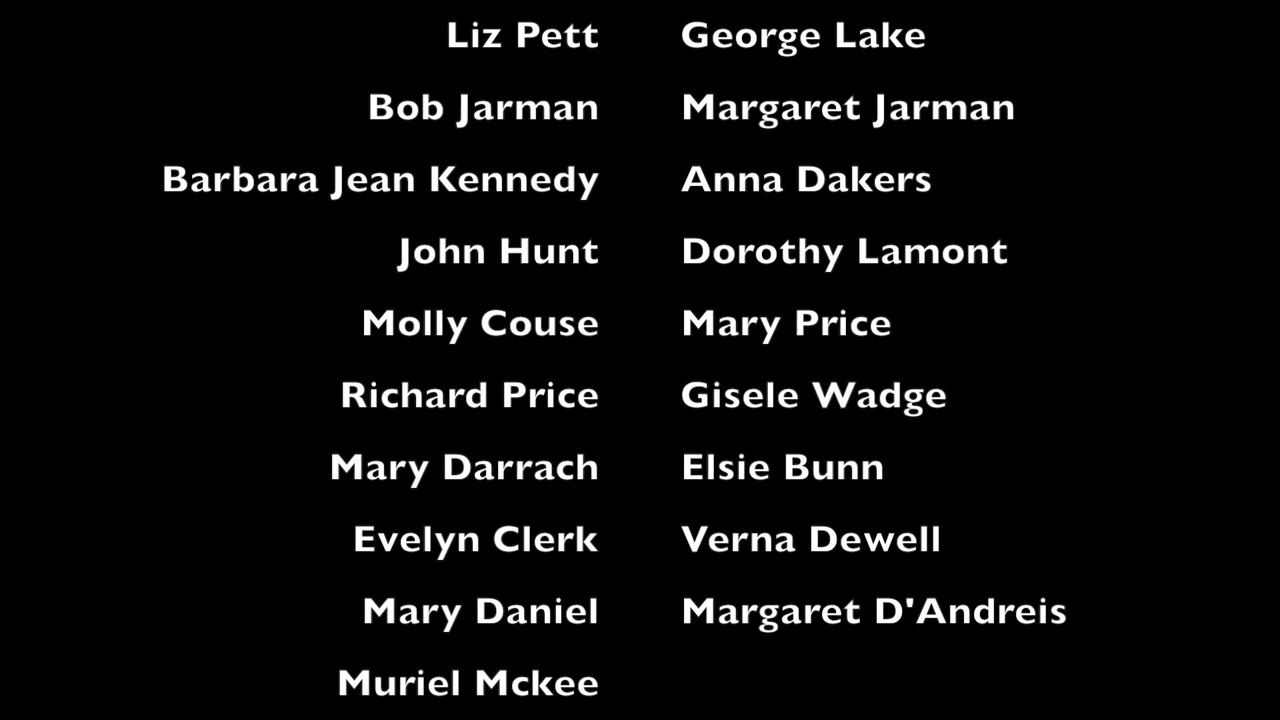 Liz Pett George Lake
Bob Jarman Margaret Jarman
Barbara Jean Kennedy Anna Dakers
John Hunt Dorothy Lamont
Molly Couse Mary Price
Richard Price Gisele Wadge
Mary Darrach Elsie Bunn
Evelyn Clerk Verna Dewell
Mary Daniel Margaret D'Andreis
Muriel Mckee